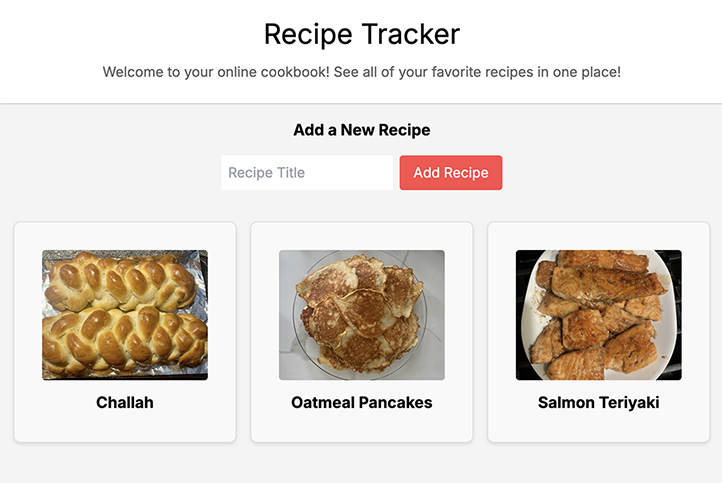 Recipe Tracker
Welcome to your online cookbook! See all of your favorite recipes in one place!
Add a New Recipe
Recipe Title
Add Recipe
Challah
Oatmeal Pancakes
Salmon Teriyaki